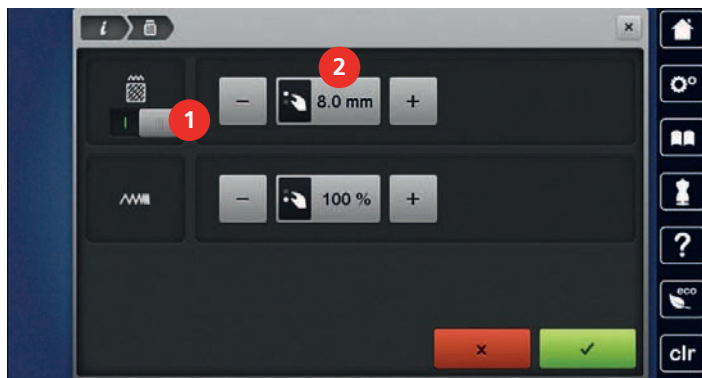 i
×
2
− 8.0 mm +
1
− 100 % +
?
eco
clr